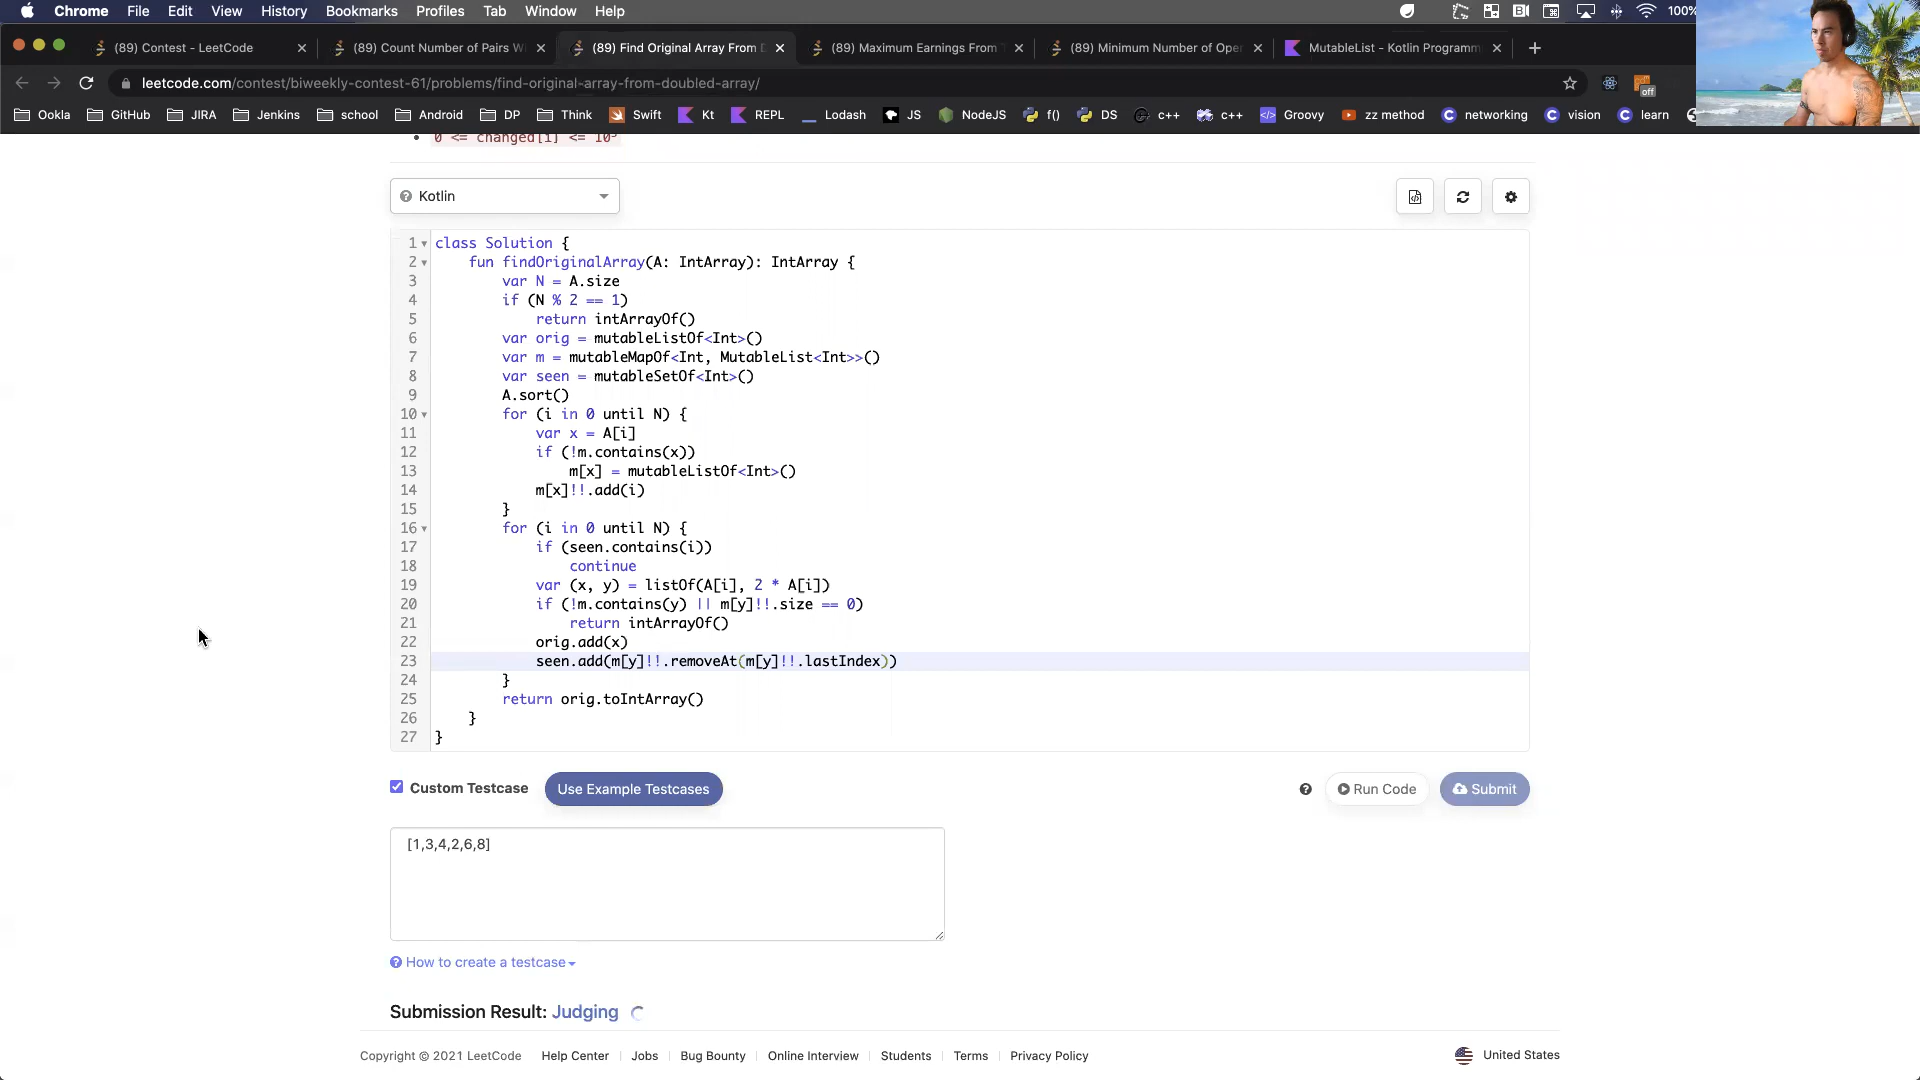 Chrome File Edit View History Bookmarks Profiles Tab Window Help 100%
(89) Contest - LeetCode (89) Count Number of Pairs W (89) Find Original Array From D (89) Maximum Earnings From T (89) Minimum Number of Oper MutableList - Kotlin Programm
leetcode.com/contest/biweekly-contest-61/problems/find-original-array-from-doubled-array/ off
Ookla GitHub JIRA Jenkins school Android DP Think Swift Kt REPL Lodash JS NodeJS f() DS c++ c++ Groovy zz method networking vision learn
0 <= changed[i] <= 10⁵
Kotlin
1 class Solution {
2 fun findOriginalArray(A: IntArray): IntArray {
3 var N = A.size
4 if (N % 2 == 1)
5 return intArrayOf()
6 var orig = mutableListOf<Int>()
7 var m = mutableMapOf<Int, MutableList<Int>>()
8 var seen = mutableSetOf<Int>()
9 A.sort()
10 for (i in 0 until N) {
11 var x = A[i]
12 if (!m.contains(x))
13 m[x] = mutableListOf<Int>()
14 m[x]!!.add(i)
15 }
16 for (i in 0 until N) {
17 if (seen.contains(i))
18 continue
19 var (x, y) = listOf(A[i], 2 * A[i])
20 if (!m.contains(y) || m[y]!!.size == 0)
21 return intArrayOf()
22 orig.add(x)
23 seen.add(m[y]!!.removeAt(m[y]!!.lastIndex))
24 }
25 return orig.toIntArray()
26 }
27 }
Custom Testcase Use Example Testcases Run Code Submit
[1,3,4,2,6,8]
How to create a testcase
Submission Result: Judging
Copyright © 2021 LeetCode Help Center Jobs Bug Bounty Online Interview Students Terms Privacy Policy United States